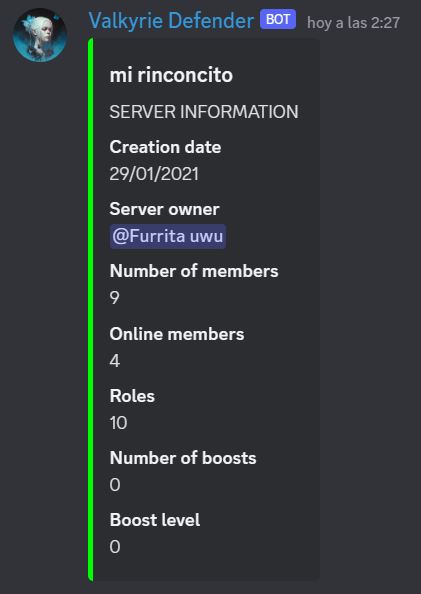 Valkyrie Defender BOT hoy a las 2:27
mi rinconcito
SERVER INFORMATION
Creation date
29/01/2021
Server owner
@Furrita uwu
Number of members
9
Online members
4
Roles
10
Number of boosts
0
Boost level
0